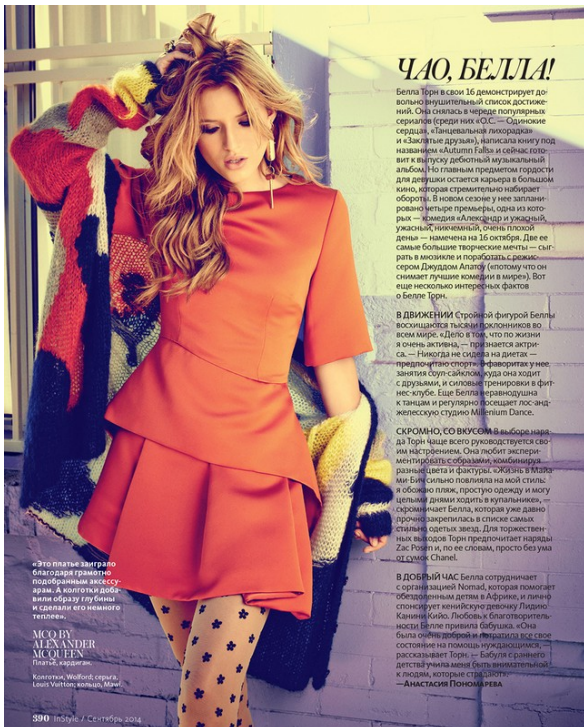 ЧАО, БЕЛЛА!
Белла Торн в свои 16 демонстрирует до-
вольно внушительный список достиже-
ний. Она снялась в череде популярных
сериалов (среди них «О.С. — Одинокие
сердца», «Танцевальная лихорадка»
и «Заклятые друзья»), написала книгу под
названием «Autumn Falls» и сейчас гото-
вит к выпуску дебютный музыкальный
альбом. Но главным предметом гордости
для девушки остается карьера в большом
кино, которая стремительно набирает
обороты. В новом сезоне у нее заплани-
ровано четыре премьеры, одна из кото-
рых — комедия «Александр и ужасный,
ужасный, никчемный, очень плохой
день» — намечена на 16 октября. Две ее
самые большие творческие мечты — сыг-
рать в мюзикле и поработать с режис-
сером Джуддом Апатоу («потому что он
снимает лучшие комедии в мире»). Вот
еще несколько интересных фактов
о Белле Торн.
В ДВИЖЕНИИ Стройной фигурой Беллы
восхищаются тысячи поклонников во
всем мире. «Дело в том, что по жизни
я очень активна, — признается актри-
са. — Никогда не сидела на диетах —
предпочитаю спорт». В фаворитах у нее
занятия соул-сайклом, куда она ходит
с друзьями, и силовые тренировки в фит-
нес-клубе. Еще Белла неравнодушна
к танцам и регулярно посещает лос-анд-
желесскую студию Millenium Dance.
СКРОМНО, СО ВКУСОМ В выборе наря-
да Торн чаще всего руководствуется сво-
им настроением. Она любит экспери-
ментировать с образами, комбинируя
разные цвета и фактуры. «Жизнь в Майа-
ми-Бич сильно повлияла на мой стиль:
я обожаю пляж, простую одежду и могу
целыми днями ходить в купальнике», —
скромничает Белла, которая уже давно
прочно закрепилась в списке самых
стильно одетых звезд. Для торжествен-
ных выходов Торн предпочитает наряды
Zac Posen и, по ее словам, просто без ума
от сумок Chanel.
В ДОБРЫЙ ЧАС Белла сотрудничает
с организацией Nomad, которая помогает
обездоленным детям в Африке, и лично
спонсирует кенийскую девочку Лидию
Канини Кийо. Любовь к благотворитель-
ности Белле привила бабушка. «Она
была очень доброй и потратила все свое
состояние на помощь нуждающимся, —
рассказывает Торн. — Бабуля с раннего
детства учила меня быть внимательной
к людям, которые страдают».
—АНАСТАСИЯ ПОНОМАРЕВА
«Это платье заиграло
благодаря грамотно
подобранным аксессу-
арам. А колготки доба-
вили образу глубины
и сделали его немного
теплее».
MCQ BY
ALEXANDER
MCQUEEN
Платье, кардиган.
Колготки, Wolford; серьга,
Louis Vuitton; кольцо, Mawi.
390 InStyle / Сентябрь 2014